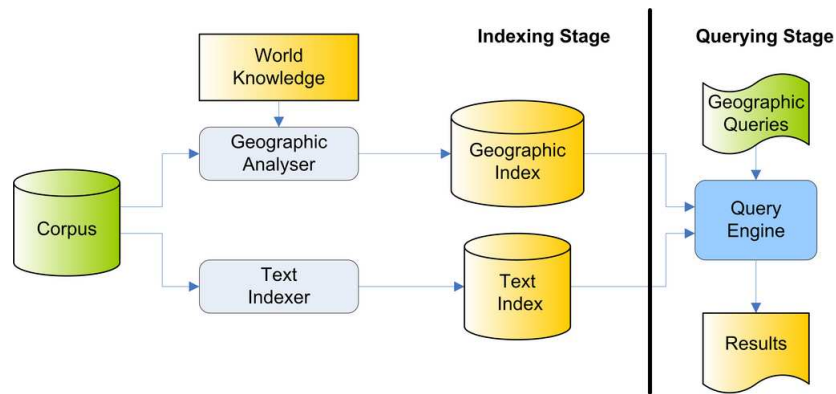 Indexing Stage
Querying Stage
World
Knowledge
Geographic
Queries
Geographic
Analyser
Geographic
Index
Corpus
Query
Engine
Text
Indexer
Text
Index
Results